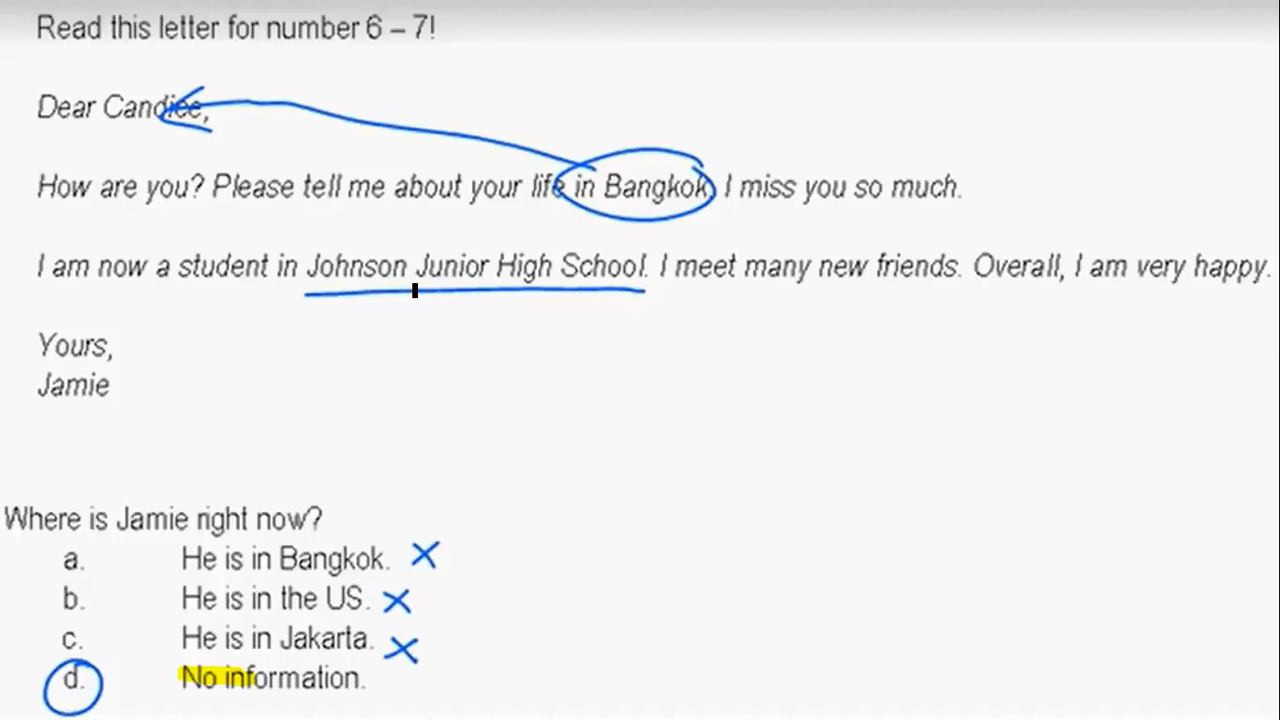 Read this letter for number 6 – 7!
Dear Candice,
How are you? Please tell me about your life in Bangkok. I miss you so much.
I am now a student in Johnson Junior High School. I meet many new friends. Overall, I am very happy.
Yours,
Jamie
Where is Jamie right now?
a. He is in Bangkok.
b. He is in the US.
c. He is in Jakarta.
d. No information.